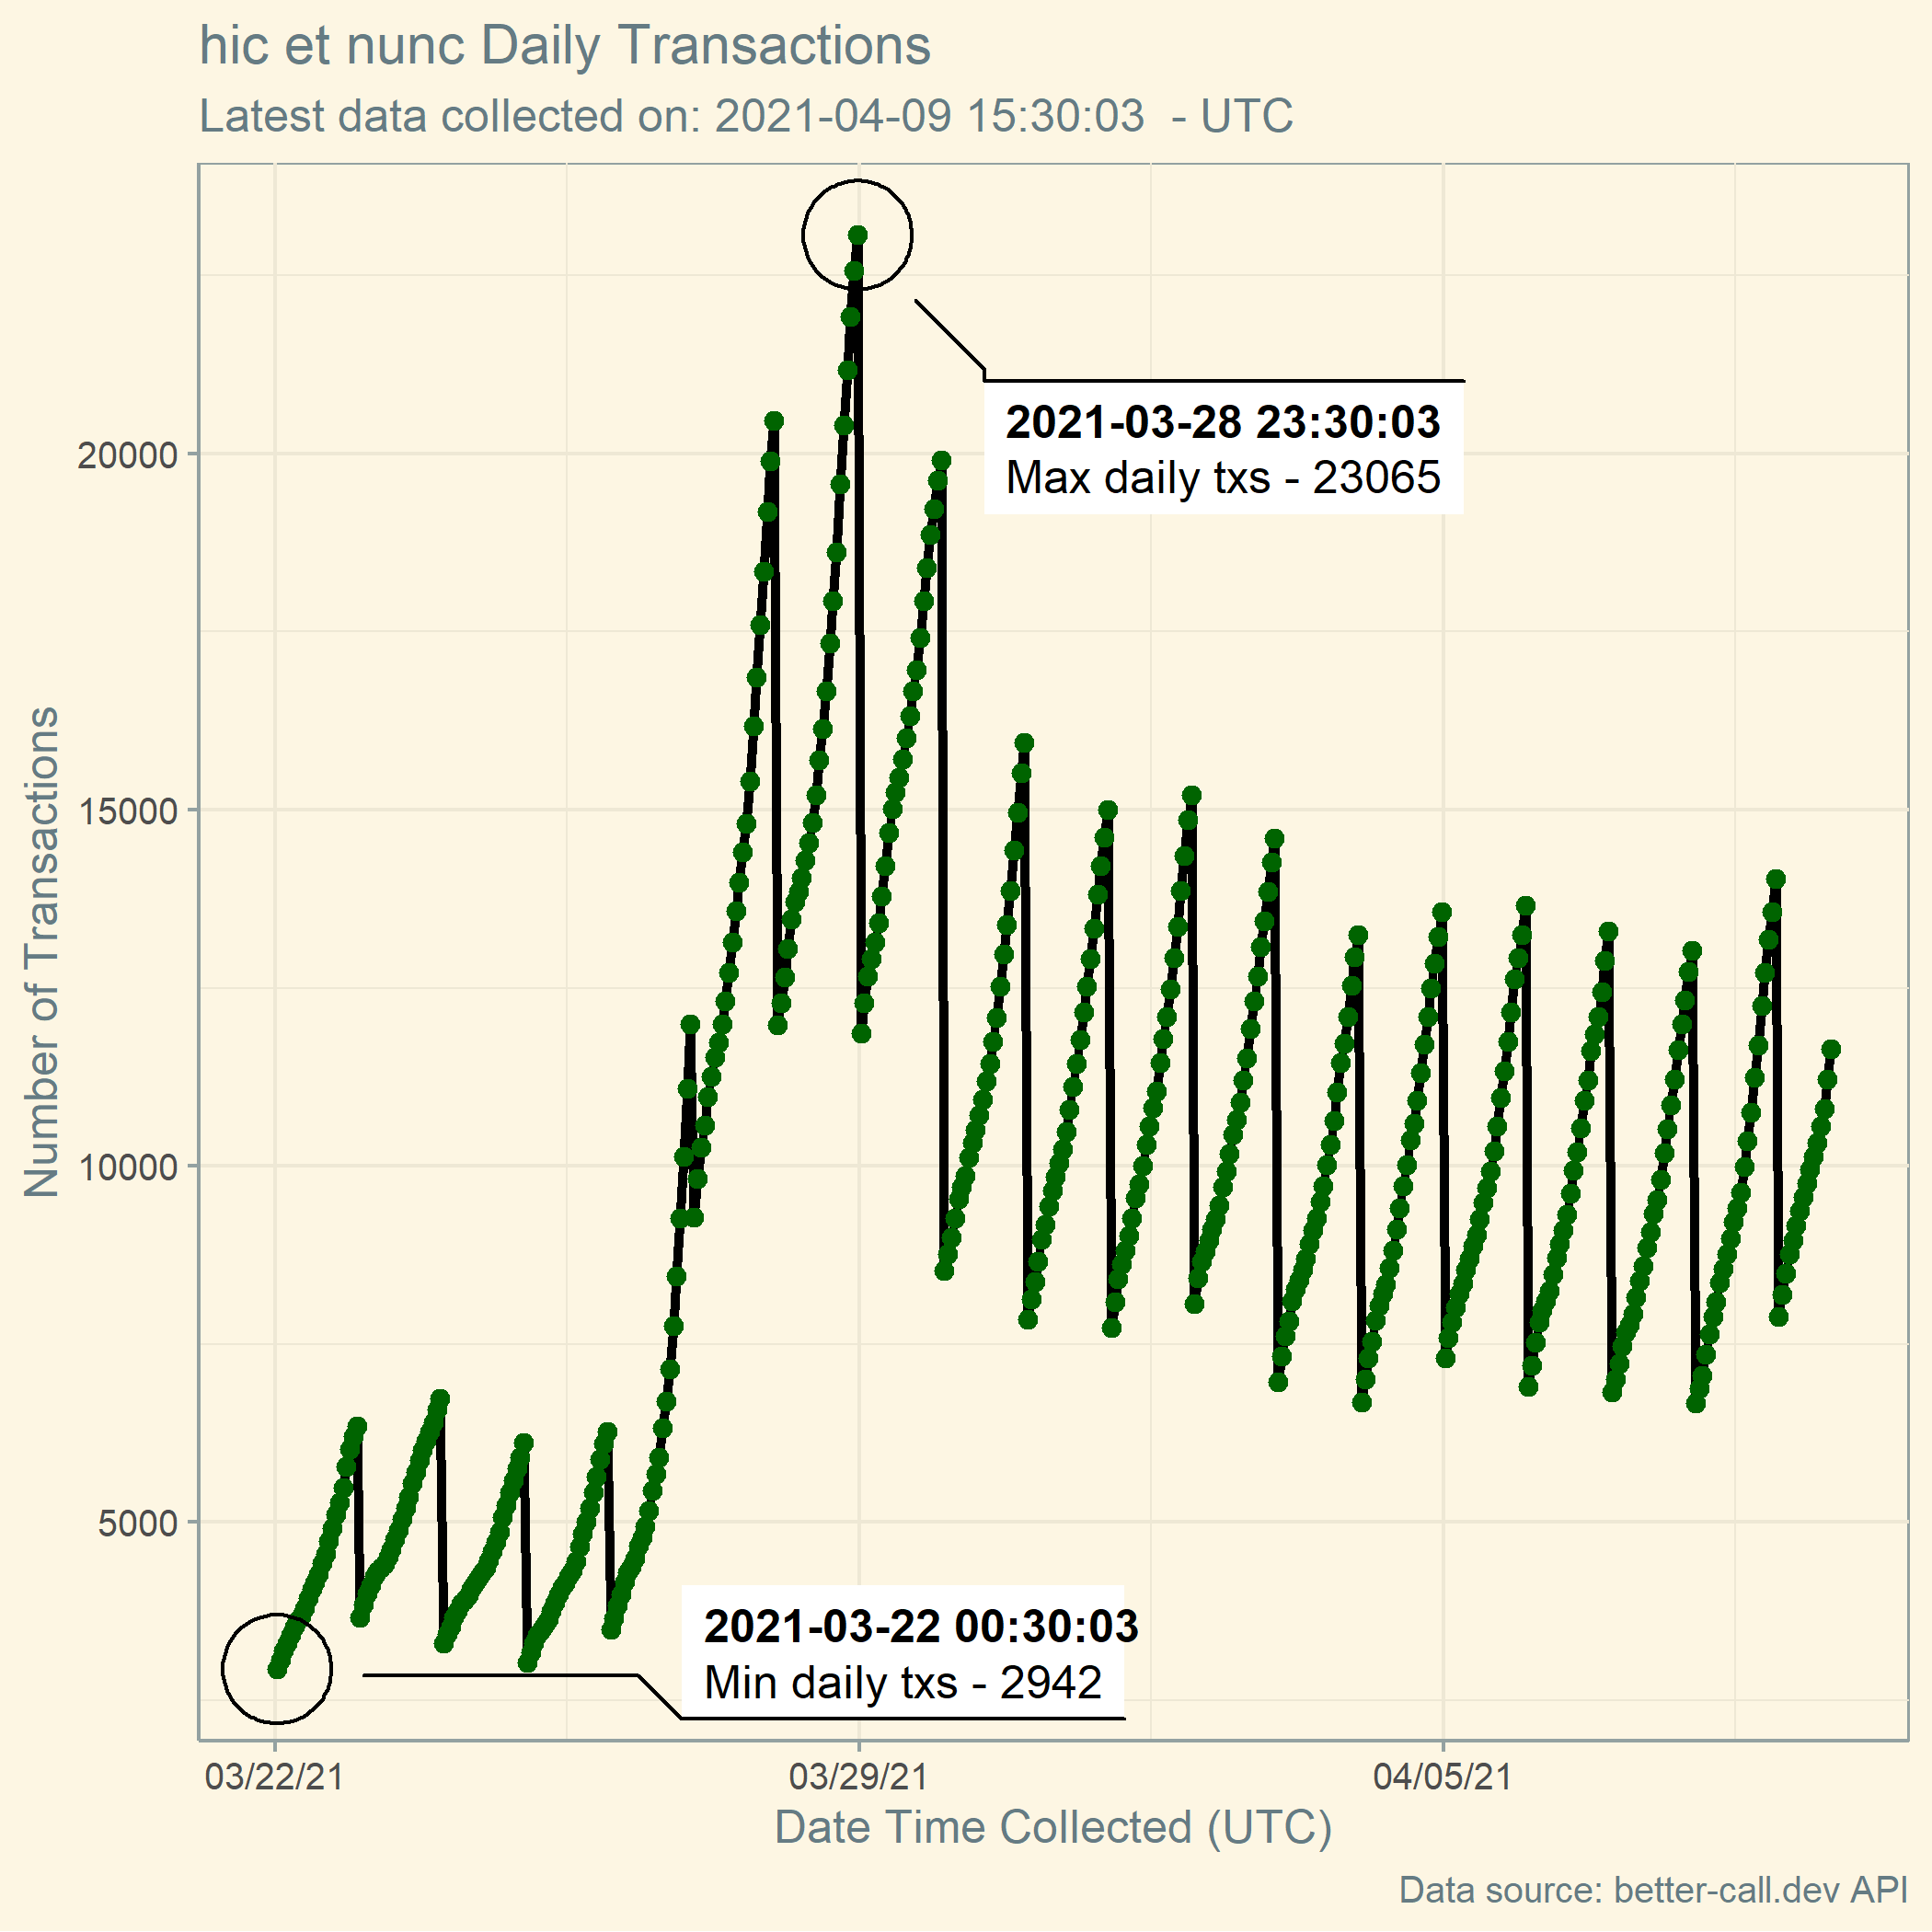 hic et nunc Daily Transactions
Latest data collected on: 2021-04-09 15:30:03  - UTC
Number of Transactions
20000
15000
10000
5000
2021-03-28 23:30:03
Max daily txs - 23065
2021-03-22 00:30:03
Min daily txs - 2942
03/22/21
03/29/21
04/05/21
Date Time Collected (UTC)
Data source: better-call.dev API